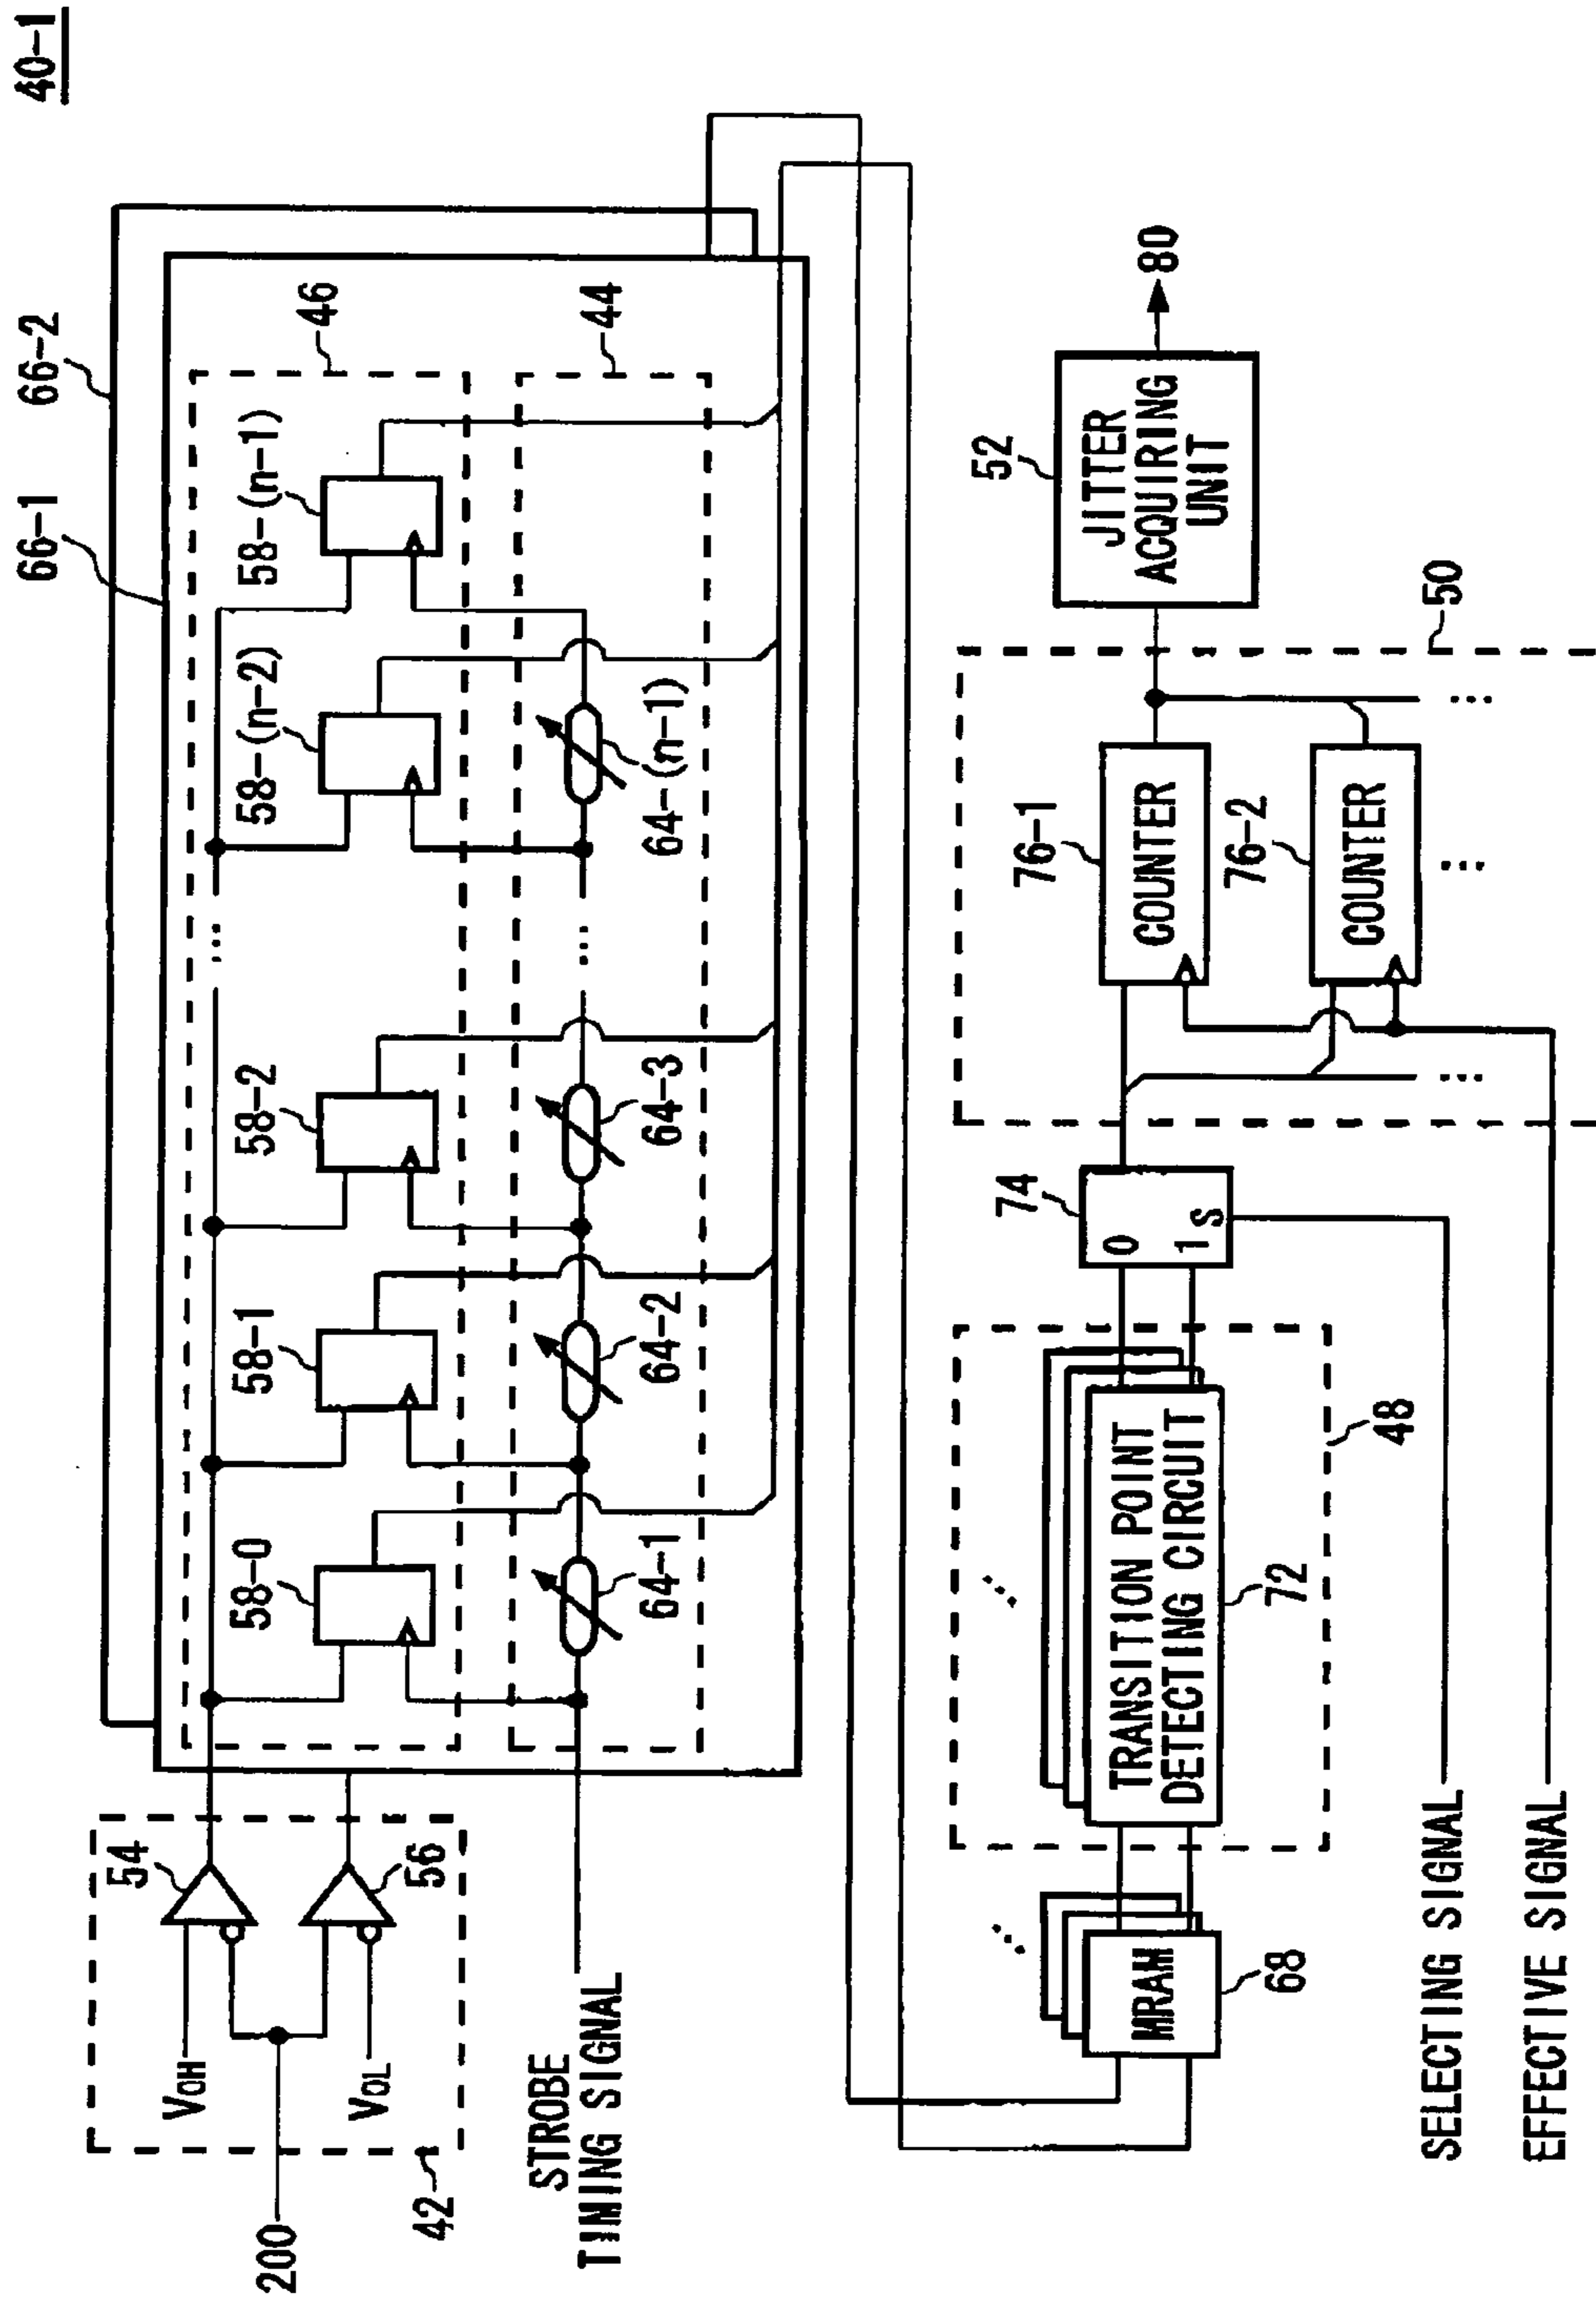 40-1
66-1
66-2
46
44
58-0
58-1
58-2
...
58-(n-2)
58-(n-1)
64-1
64-2
64-3
...
64-(n-1)
54
56
VOH
VOL
42
200
STROBE
TIMING SIGNAL
MRAM
68
...
TRANSITION POINT
DETECTING CIRCUIT
72
48
...
74
0
1
S
COUNTER
76-1
COUNTER
76-2
...
...
...
50
JITTER
ACQUIRING
UNIT
52
80
SELECTING SIGNAL
EFFECTIVE SIGNAL